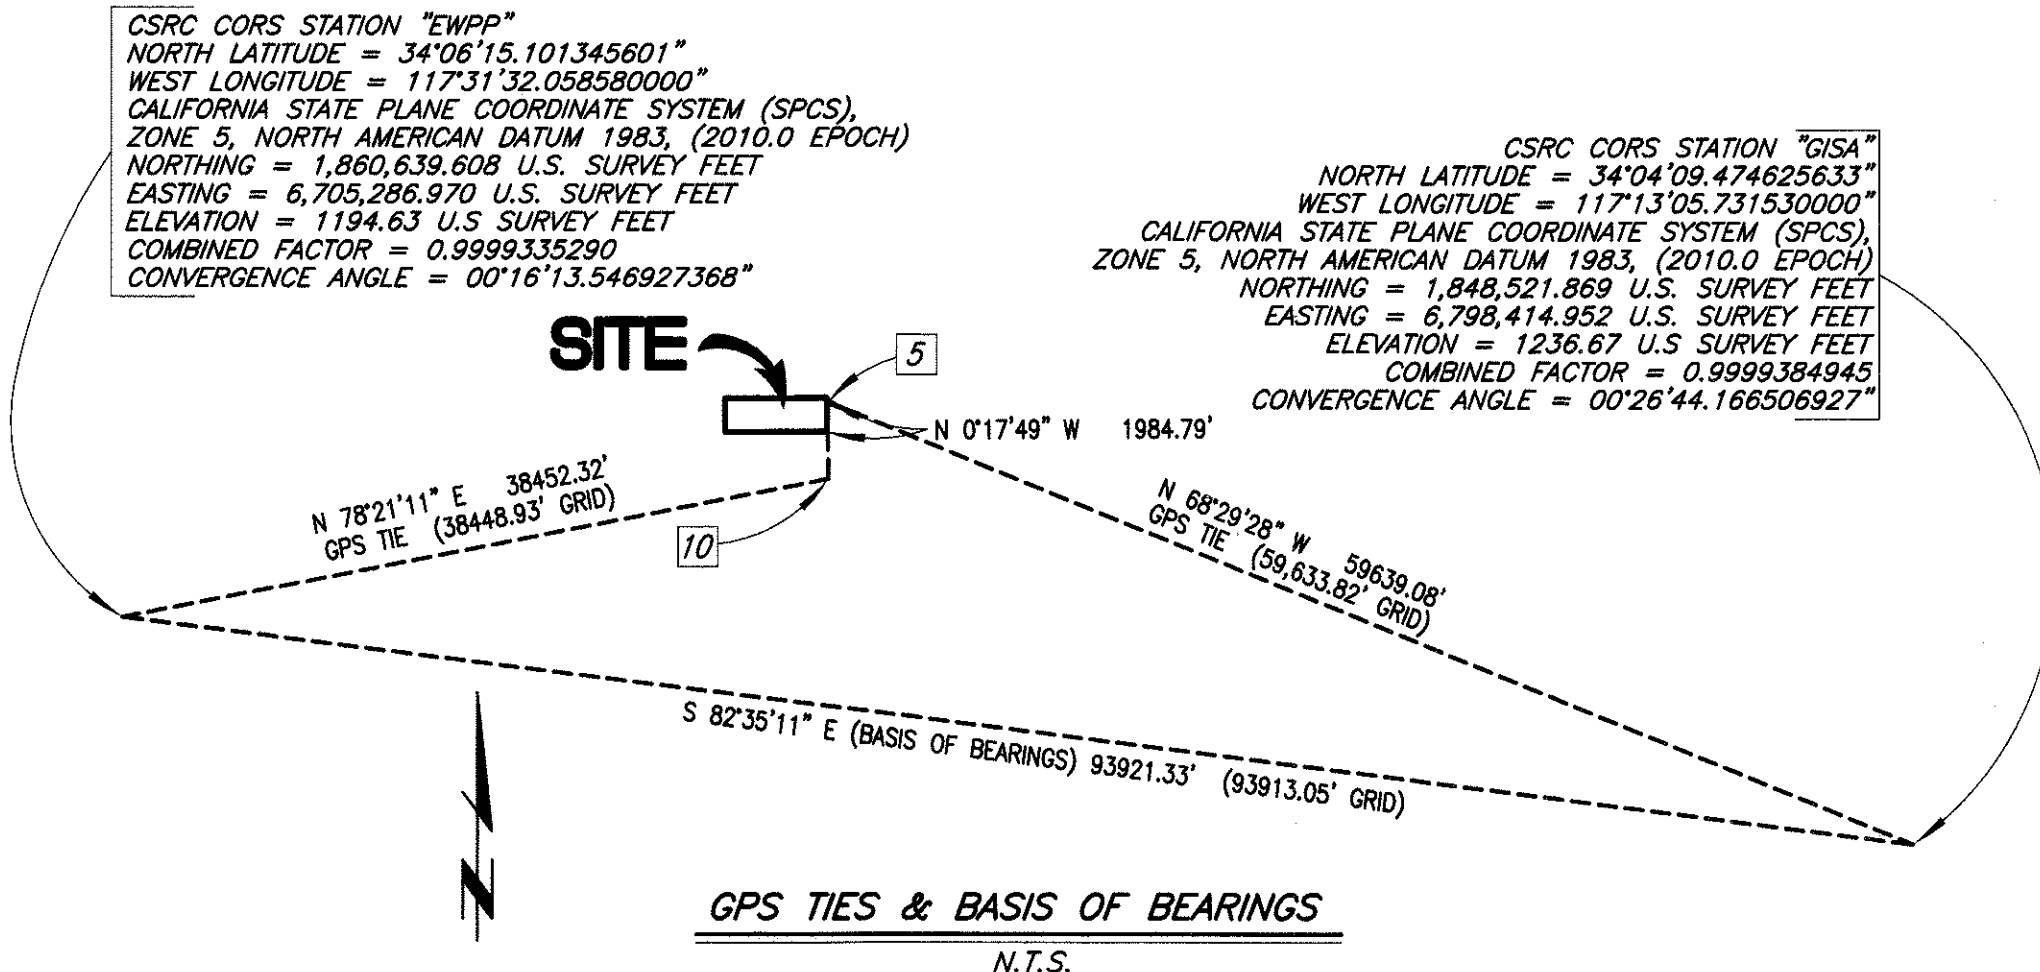 CSRC CORS STATION "EWPP"
NORTH LATITUDE = 34°06'15.101345601"
WEST LONGITUDE = 117°31'32.058580000"
CALIFORNIA STATE PLANE COORDINATE SYSTEM (SPCS),
ZONE 5, NORTH AMERICAN DATUM 1983, (2010.0 EPOCH)
NORTHING = 1,860,639.608 U.S. SURVEY FEET
EASTING = 6,705,286.970 U.S. SURVEY FEET
ELEVATION = 1194.63 U.S SURVEY FEET
COMBINED FACTOR = 0.9999335290
CONVERGENCE ANGLE = 00°16'13.546927368"
CSRC CORS STATION "GISA"
NORTH LATITUDE = 34°04'09.474625633"
WEST LONGITUDE = 117°13'05.731530000"
CALIFORNIA STATE PLANE COORDINATE SYSTEM (SPCS),
ZONE 5, NORTH AMERICAN DATUM 1983, (2010.0 EPOCH)
NORTHING = 1,848,521.869 U.S. SURVEY FEET
EASTING = 6,798,414.952 U.S. SURVEY FEET
ELEVATION = 1236.67 U.S SURVEY FEET
COMBINED FACTOR = 0.9999384945
CONVERGENCE ANGLE = 00°26'44.166506927"
SITE
5
N 0°17'49" W 1984.79'
N 78°21'11" E 38452.32'
GPS TIE (38448.93' GRID)
10
N 68°29'28" W 59639.08'
GPS TIE (59,633.82' GRID)
S 82°35'11" E (BASIS OF BEARINGS) 93921.33' (93913.05' GRID)
N
GPS TIES & BASIS OF BEARINGS
N.T.S.